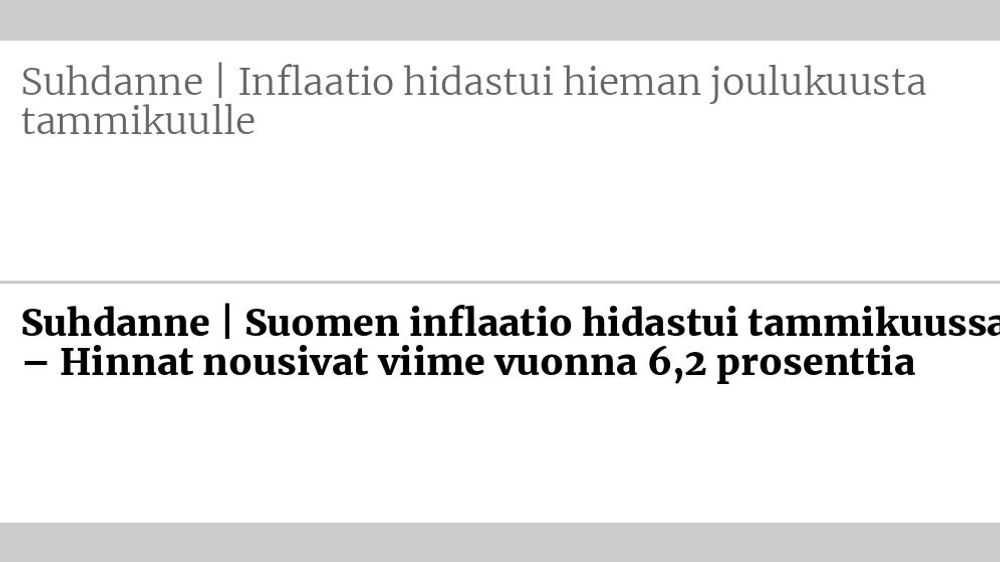 Suhdanne | Inflaatio hidastui hieman joulukuusta
tammikuulle
Suhdanne | Suomen inflaatio hidastui tammikuussa
– Hinnat nousivat viime vuonna 6,2 prosenttia